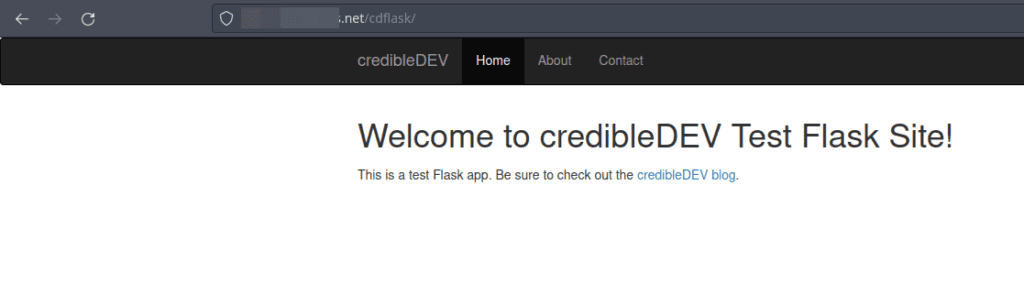 s.net/cdflask/
credibleDEV Home About Contact
Welcome to credibleDEV Test Flask Site!
This is a test Flask app. Be sure to check out the credibleDEV blog.